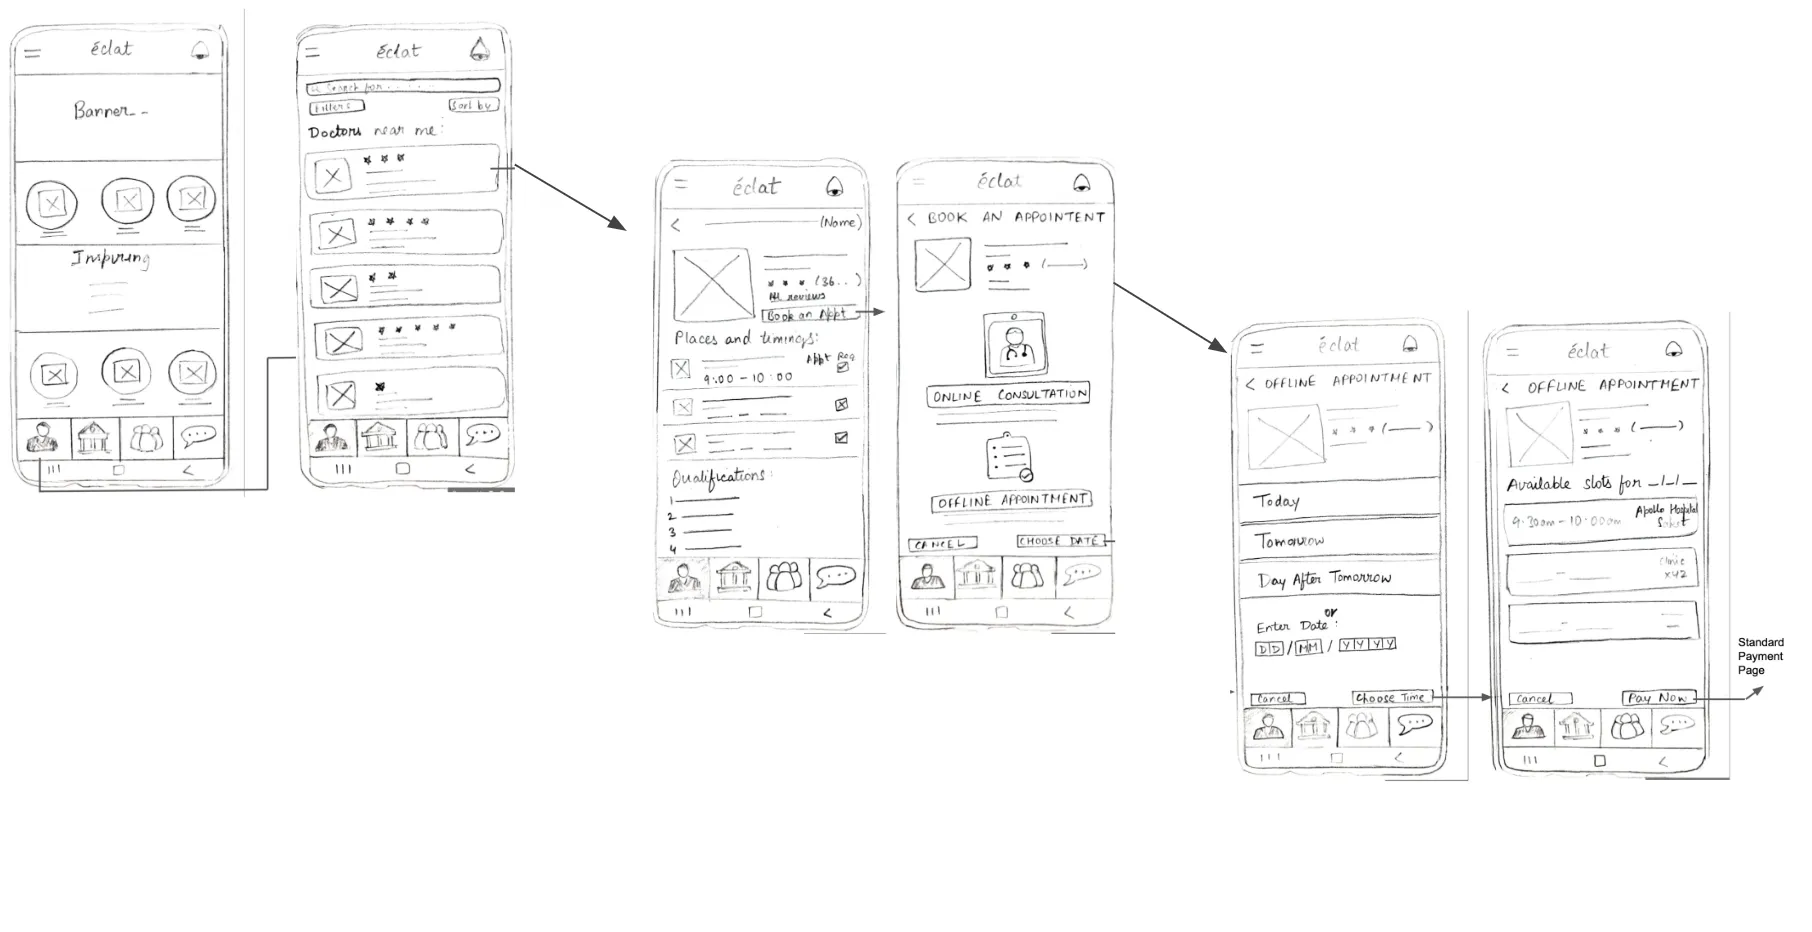 éclat
Banner--
Inspiring
éclat
Search for
Filters
Sort by
Doctors near me:
éclat
(Name)
(36..)
All reviews
Book an Appt
Places and timings:
Appt Req
9:00 - 10:00
Qualifications:
1
2
3
4
éclat
< BOOK AN APPOINTENT
ONLINE CONSULTATION
OFFLINE APPOINTMENT
CANCEL
CHOOSE DATE
éclat
< OFFLINE APPOINTMENT
Today
Tomorrow
Day After Tomorrow
or
Enter Date:
DD/MM/YYYY
Cancel
Choose Time
éclat
< OFFLINE APPOINTMENT
Available slots for _/_/_
9.30am - 10:00am
Apollo Hospital
Clinic
x42
Cancel
Pay Now
Standard
Payment
Page